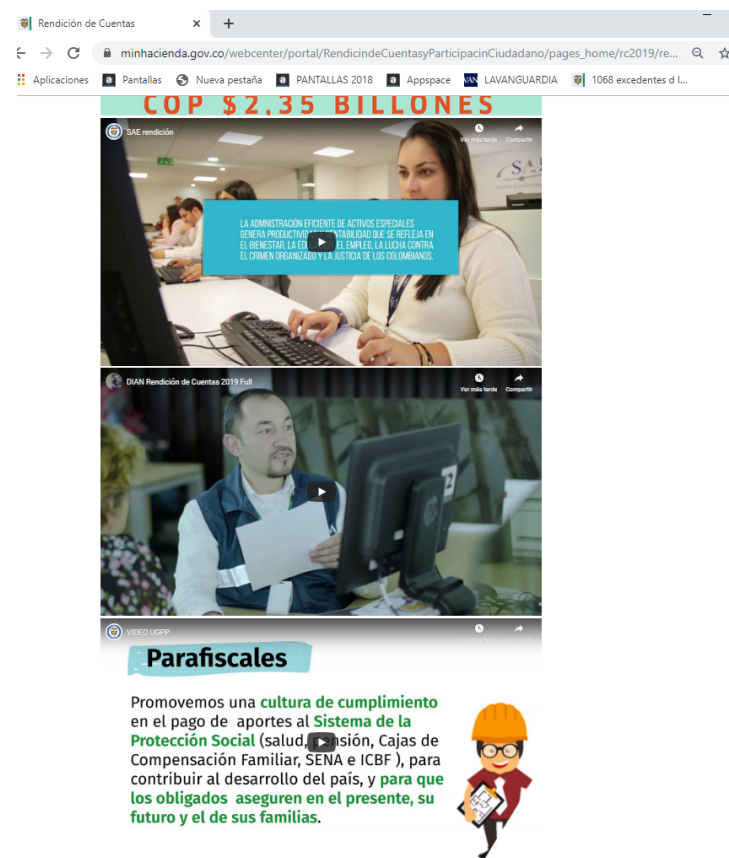 Rendición de Cuentas
minhacienda.gov.co/webcenter/portal/RendicindeCuentasyParticipacinCiudadano/pages_home/rc2019/re...
Aplicaciones Pantallas Nueva pestaña PANTALLAS 2018 Appspace VAN LAVANGUARDIA 1068 excedentes d l...
COP $2,35 BILLONES
SAE rendición Ver más tarde Compartir
LA ADMNISTRACIÓN EFICIENTE DE ACTIVOS ESPECIALES
GENERA PRODUCTIVIDAD Y RENTABILIDAD QUE SE REFLEJA EN
EL BIENESTAR, LA EL EMPLEO, LA LUCHA CONTRA
EL CRIMEN ORGANIZADO Y LA JUSTICIA DE LOS COLOMBIANOS.
DIAN Rendición de Cuentas 2019 Full Ver más tarde Compartir
VIDEO UGPP
Parafiscales
Promovemos una cultura de cumplimiento
en el pago de aportes al Sistema de la
Protección Social (salud, pensión, Cajas de
Compensación Familiar, SENA e ICBF ), para
contribuir al desarrollo del país, y para que
los obligados aseguren en el presente, su
futuro y el de sus familias.